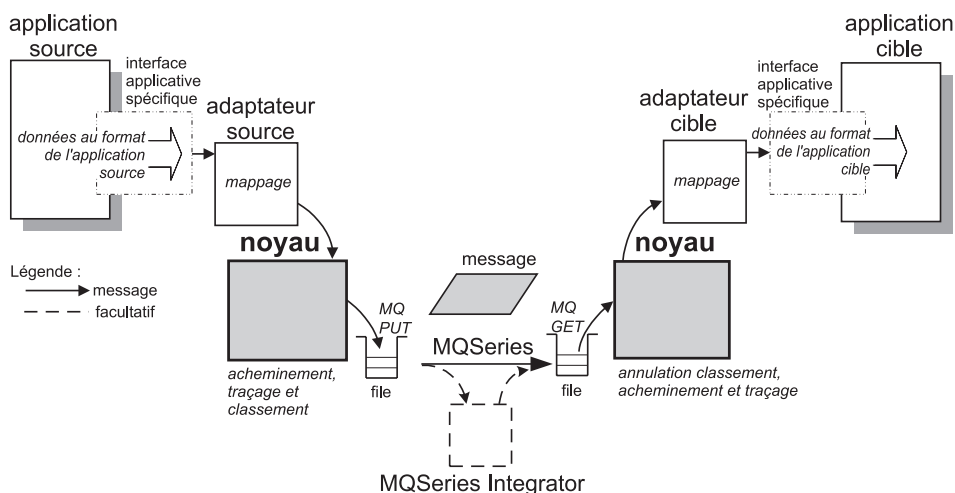 application
source
interface
applicative
spécifique
données au format
de l'application
source
adaptateur
source
mappage
noyau
Légende :
message
facultatif
acheminement,
traçage et
classement
MQ
PUT
file
message
MQSeries
MQSeries Integrator
MQ
GET
file
noyau
annulation classement,
acheminement et traçage
adaptateur
cible
mappage
interface
applicative
spécifique
données au format
de l'application
cible
application
cible